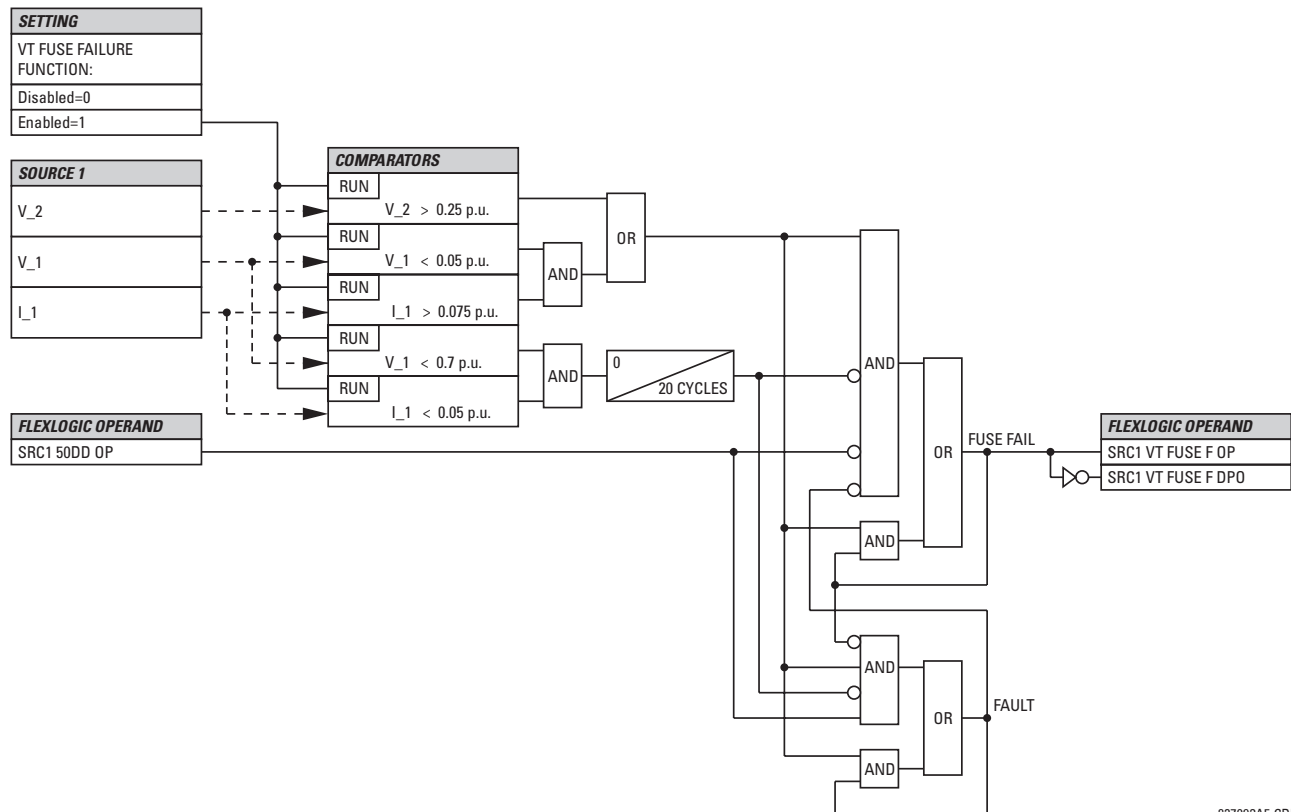 SETTING
VT FUSE FAILURE
FUNCTION:
Disabled=0
Enabled=1
SOURCE 1
V_2
V_1
I_1
COMPARATORS
RUN
V_2 > 0.25 p.u.
RUN
V_1 < 0.05 p.u.
RUN
I_1 > 0.075 p.u.
RUN
V_1 < 0.7 p.u.
RUN
I_1 < 0.05 p.u.
AND
OR
AND
0
20 CYCLES
FLEXLOGIC OPERAND
SRC1 50DD OP
AND
OR
AND
FUSE FAIL
FLEXLOGIC OPERAND
SRC1 VT FUSE F OP
SRC1 VT FUSE F DPO
AND
OR
AND
FAULT